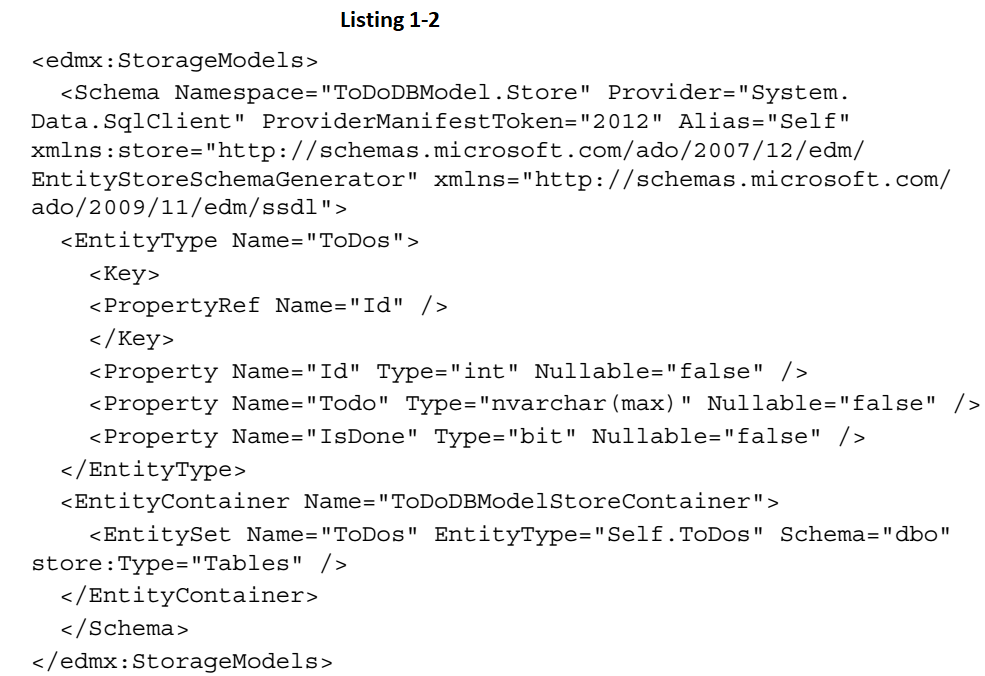 Listing 1-2
<edmx:StorageModels>
<Schema Namespace="ToDoDBModel.Store" Provider="System.
Data.SqlClient" ProviderManifestToken="2012" Alias="Self"
xmlns:store="http://schemas.microsoft.com/ado/2007/12/edm/
EntityStoreSchemaGenerator" xmlns="http://schemas.microsoft.com/
ado/2009/11/edm/ssdl">
<EntityType Name="ToDos">
<Key>
<PropertyRef Name="Id" />
</Key>
<Property Name="Id" Type="int" Nullable="false" />
<Property Name="Todo" Type="nvarchar(max)" Nullable="false" />
<Property Name="IsDone" Type="bit" Nullable="false" />
</EntityType>
<EntityContainer Name="ToDoDBModelStoreContainer">
<EntitySet Name="ToDos" EntityType="Self.ToDos" Schema="dbo"
store:Type="Tables" />
</EntityContainer>
</Schema>
</edmx:StorageModels>